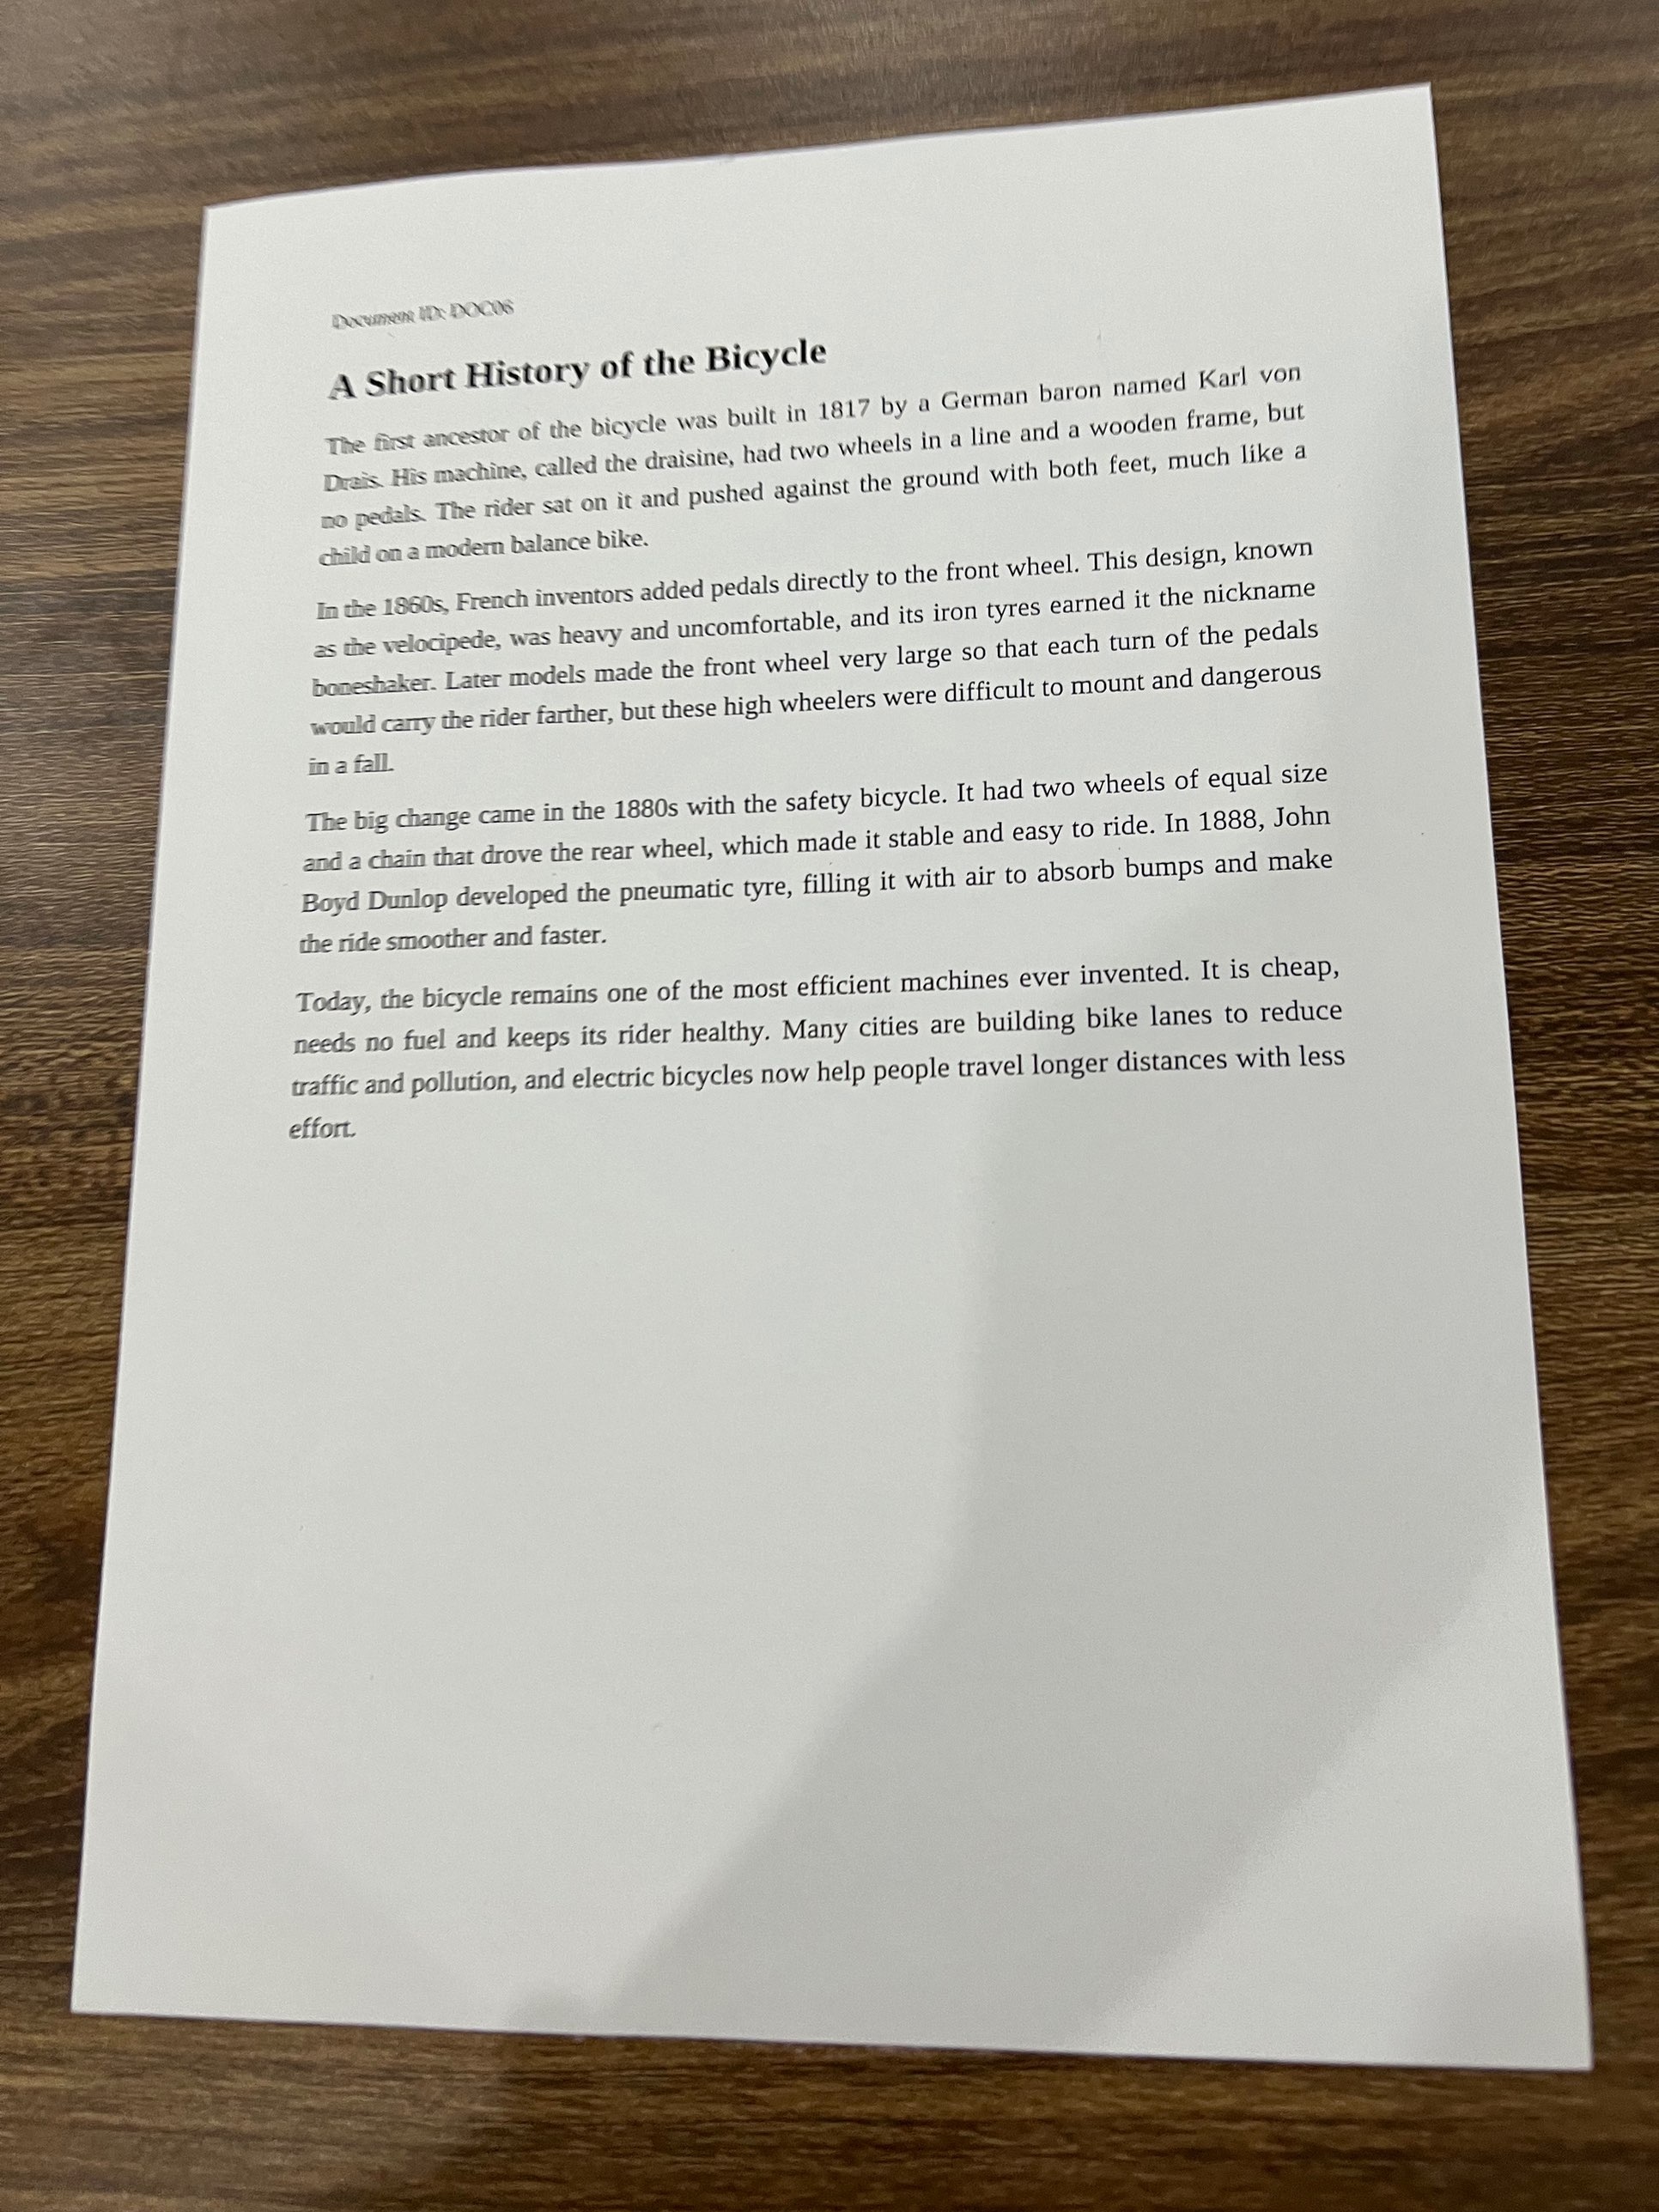 Document ID: DOC06
A Short History of the Bicycle
The first ancestor of the bicycle was built in 1817 by a German baron named Karl von
Drais. His machine, called the draisine, had two wheels in a line and a wooden frame, but
no pedals. The rider sat on it and pushed against the ground with both feet, much like a
child on a modern balance bike.
In the 1860s, French inventors added pedals directly to the front wheel. This design, known
as the velocipede, was heavy and uncomfortable, and its iron tyres earned it the nickname
boneshaker. Later models made the front wheel very large so that each turn of the pedals
would carry the rider farther, but these high wheelers were difficult to mount and dangerous
in a fall.
The big change came in the 1880s with the safety bicycle. It had two wheels of equal size
and a chain that drove the rear wheel, which made it stable and easy to ride. In 1888, John
Boyd Dunlop developed the pneumatic tyre, filling it with air to absorb bumps and make
the ride smoother and faster.
Today, the bicycle remains one of the most efficient machines ever invented. It is cheap,
needs no fuel and keeps its rider healthy. Many cities are building bike lanes to reduce
traffic and pollution, and electric bicycles now help people travel longer distances with less
effort.